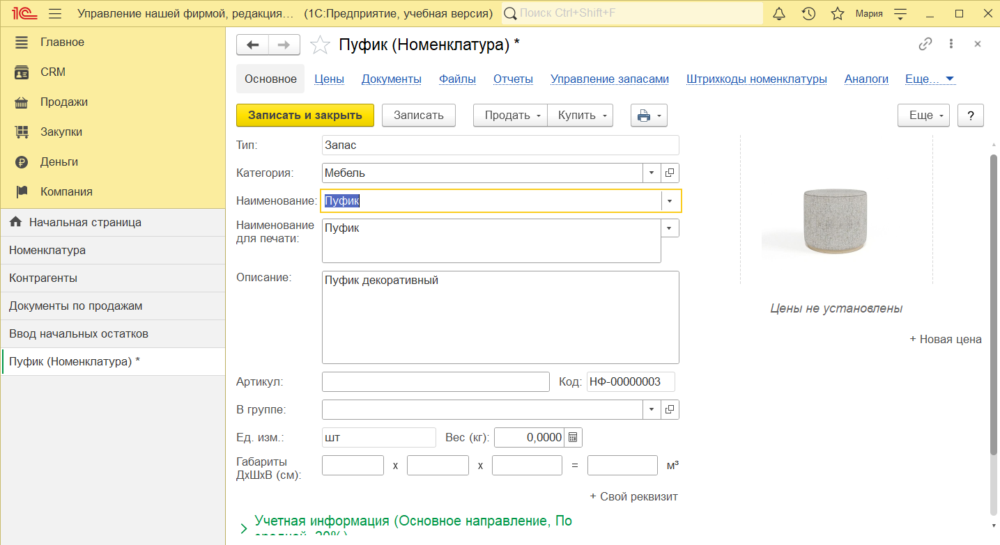 1С Управление нашей фирмой, редакция... (1С:Предприятие, учебная версия) Поиск Ctrl+Shift+F Мария
Главное
CRM
Продажи
Закупки
Деньги
Компания
Начальная страница
Номенклатура
Контрагенты
Документы по продажам
Ввод начальных остатков
Пуфик (Номенклатура) *
Пуфик (Номенклатура) *
Основное Цены Документы Файлы Отчеты Управление запасами Штрихкоды номенклатуры Аналоги Еще...
Записать и закрыть Записать Продать Купить Еще ?
Тип: Запас
Категория: Мебель
Наименование: Пуфик
Наименование для печати: Пуфик
Описание: Пуфик декоративный
Артикул: Код: НФ-00000003
В группе:
Ед. изм.: шт Вес (кг): 0,0000
Габариты ДхШхВ (см): x x = м³
+ Свой реквизит
Учетная информация (Основное направление, По
средней, 20%)
Цены не установлены
+ Новая цена